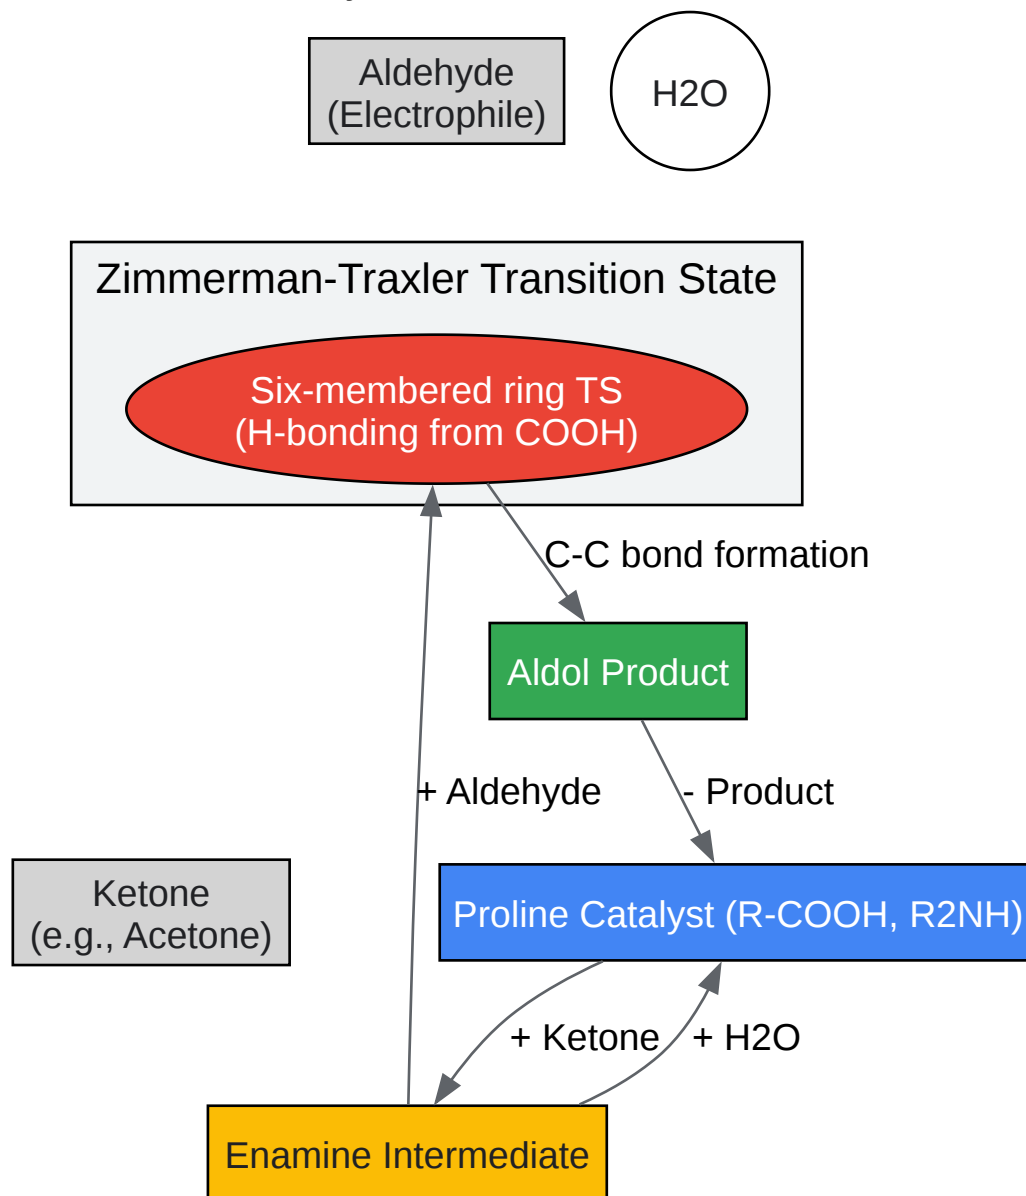 Aldehyde
(Electrophile)
H2O
Zimmerman-Traxler Transition State
Six-membered ring TS
(H-bonding from COOH)
C-C bond formation
Aldol Product
+ Aldehyde
- Product
Ketone
(e.g., Acetone)
Proline Catalyst (R-COOH, R2NH)
+ Ketone
+ H2O
Enamine Intermediate